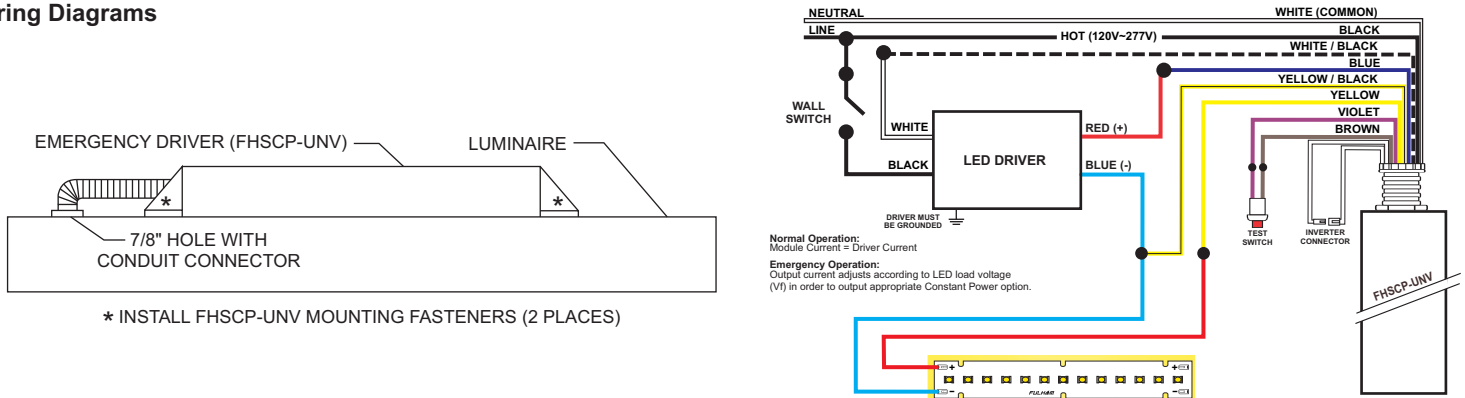 ring Diagrams
EMERGENCY DRIVER (FHSCP-UNV)
LUMINAIRE
*
*
7/8" HOLE WITH
CONDUIT CONNECTOR
* INSTALL FHSCP-UNV MOUNTING FASTENERS (2 PLACES)
NEUTRAL
WHITE (COMMON)
LINE
BLACK
HOT (120V~277V)
WHITE / BLACK
BLUE
YELLOW / BLACK
YELLOW
VIOLET
BROWN
WALL
SWITCH
WHITE
BLACK
LED DRIVER
RED (+)
BLUE (-)
DRIVER MUST
BE GROUNDED
TEST
SWITCH
INVERTER
CONNECTOR
Normal Operation:
Module Current = Driver Current
Emergency Operation:
Output current adjusts according to LED load voltage
(Vf) in order to output appropriate Constant Power option.
FHSCP-UNV
+
+
-
FULHAM
-